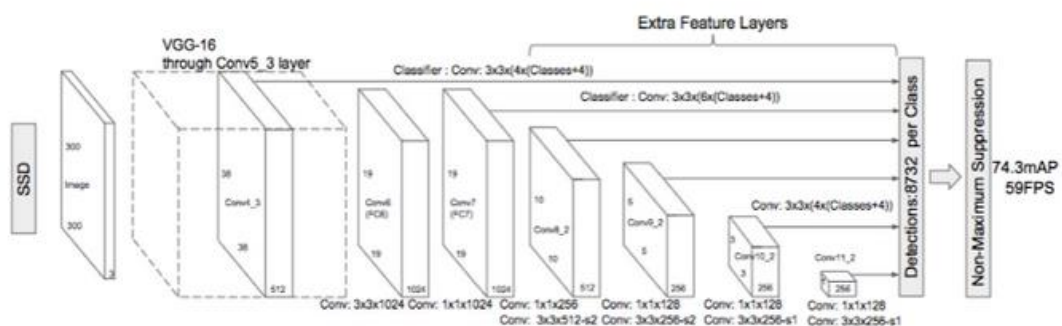 Extra Feature Layers
VGG-16
through Conv5_3 layer
Classifier : Conv: 3x3x(4x(Classes+4))
Classifier : Conv: 3x3x(6x(Classes+4))
SSD
300
Image
300
3
38
Conv4_3
38
512
19
Conv6
(FC6)
19
1024
19
Conv7
(FC7)
19
1024
10
Conv8_2
10
512
5
Conv9_2
5
256
Conv: 3x3x(4x(Classes+4))
3
Conv10_2
3
256
Conv11_2
256
Detections:8732 per Class
Non-Maximum Suppression
74.3mAP
59FPS
Conv: 3x3x1024
Conv: 1x1x1024
Conv: 1x1x256
Conv: 3x3x512-s2
Conv: 1x1x128
Conv: 3x3x256-s2
Conv: 1x1x128
Conv: 3x3x256-s1
Conv: 1x1x128
Conv: 3x3x256-s1